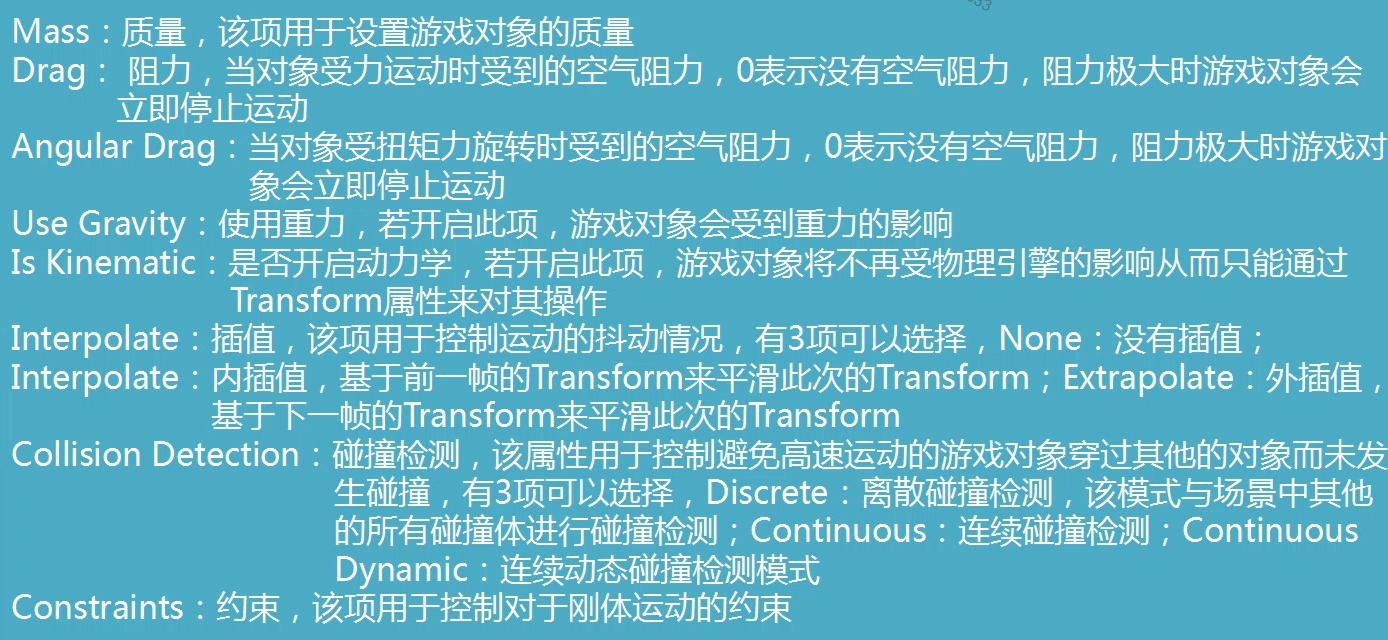 Mass：质量，该项用于设置游戏对象的质量
Drag： 阻力，当对象受力运动时受到的空气阻力，0表示没有空气阻力，阻力极大时游戏对象会
立即停止运动
Angular Drag：当对象受扭矩力旋转时受到的空气阻力，0表示没有空气阻力，阻力极大时游戏对
象会立即停止运动
Use Gravity：使用重力，若开启此项，游戏对象会受到重力的影响
Is Kinematic：是否开启动力学，若开启此项，游戏对象将不再受物理引擎的影响从而只能通过
Transform属性来对其操作
Interpolate：插值，该项用于控制运动的抖动情况，有3项可以选择，None：没有插值；
Interpolate：内插值，基于前一帧的Transform来平滑此次的Transform；Extrapolate：外插值，
基于下一帧的Transform来平滑此次的Transform
Collision Detection：碰撞检测，该属性用于控制避免高速运动的游戏对象穿过其他的对象而未发
生碰撞，有3项可以选择，Discrete：离散碰撞检测，该模式与场景中其他
的所有碰撞体进行碰撞检测；Continuous：连续碰撞检测；Continuous
Dynamic：连续动态碰撞检测模式
Constraints：约束，该项用于控制对于刚体运动的约束